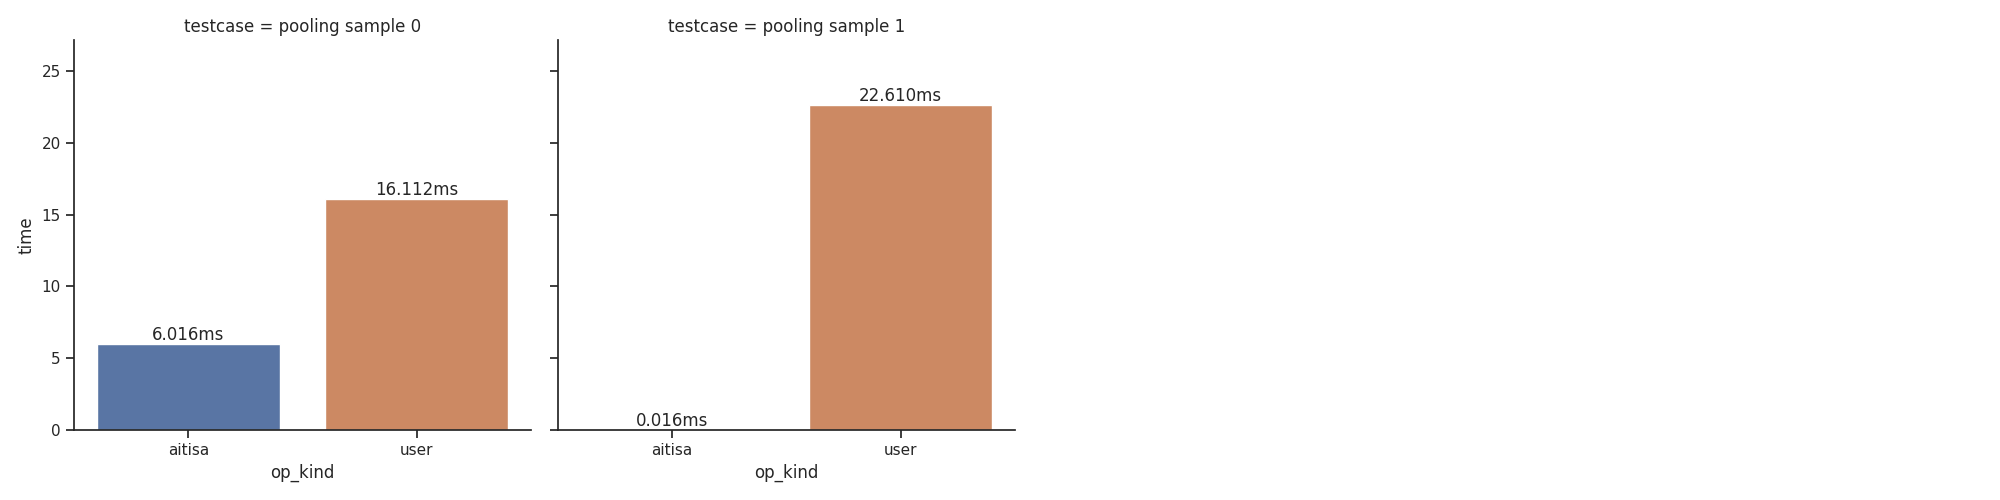 testcase = pooling sample 0
testcase = pooling sample 1
time
25
20
15
10
5
0
6.016ms
16.112ms
0.016ms
22.610ms
aitisa
user
aitisa
user
op_kind
op_kind